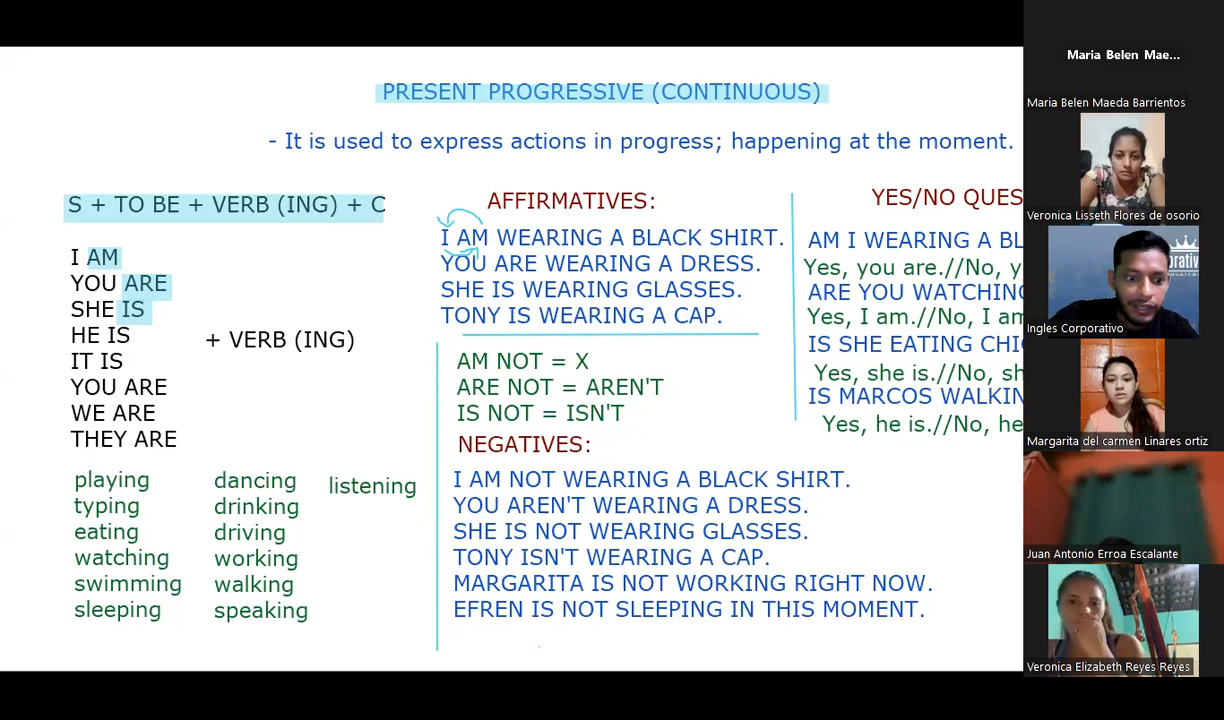 PRESENT PROGRESSIVE (CONTINUOUS)
- It is used to express actions in progress; happening at the moment.
S + TO BE + VERB (ING) + C
I AM
YOU ARE
SHE IS
HE IS
IT IS
YOU ARE
WE ARE
THEY ARE
+ VERB (ING)
playing
typing
eating
watching
swimming
sleeping
dancing
drinking
driving
working
walking
speaking
listening
AFFIRMATIVES:
I AM WEARING A BLACK SHIRT.
YOU ARE WEARING A DRESS.
SHE IS WEARING GLASSES.
TONY IS WEARING A CAP.
AM NOT = X
ARE NOT = AREN'T
IS NOT = ISN'T
NEGATIVES:
I AM NOT WEARING A BLACK SHIRT.
YOU AREN'T WEARING A DRESS.
SHE IS NOT WEARING GLASSES.
TONY ISN'T WEARING A CAP.
MARGARITA IS NOT WORKING RIGHT NOW.
EFREN IS NOT SLEEPING IN THIS MOMENT.
YES/NO QUES
AM I WEARING A BL
Yes, you are.//No, y
ARE YOU WATCHING
Yes, I am.//No, I am
IS SHE EATING CHI
Yes, she is.//No, sh
IS MARCOS WALKIN
Yes, he is.//No, he
Maria Belen Mae...
Maria Belen Maeda Barrientos
Veronica Lisseth Flores de osorio
orporativ
Ingles Corporativo
Margarita del carmen Linares ortiz
Juan Antonio Erroa Escalante
Veronica Elizabeth Reyes Reyes